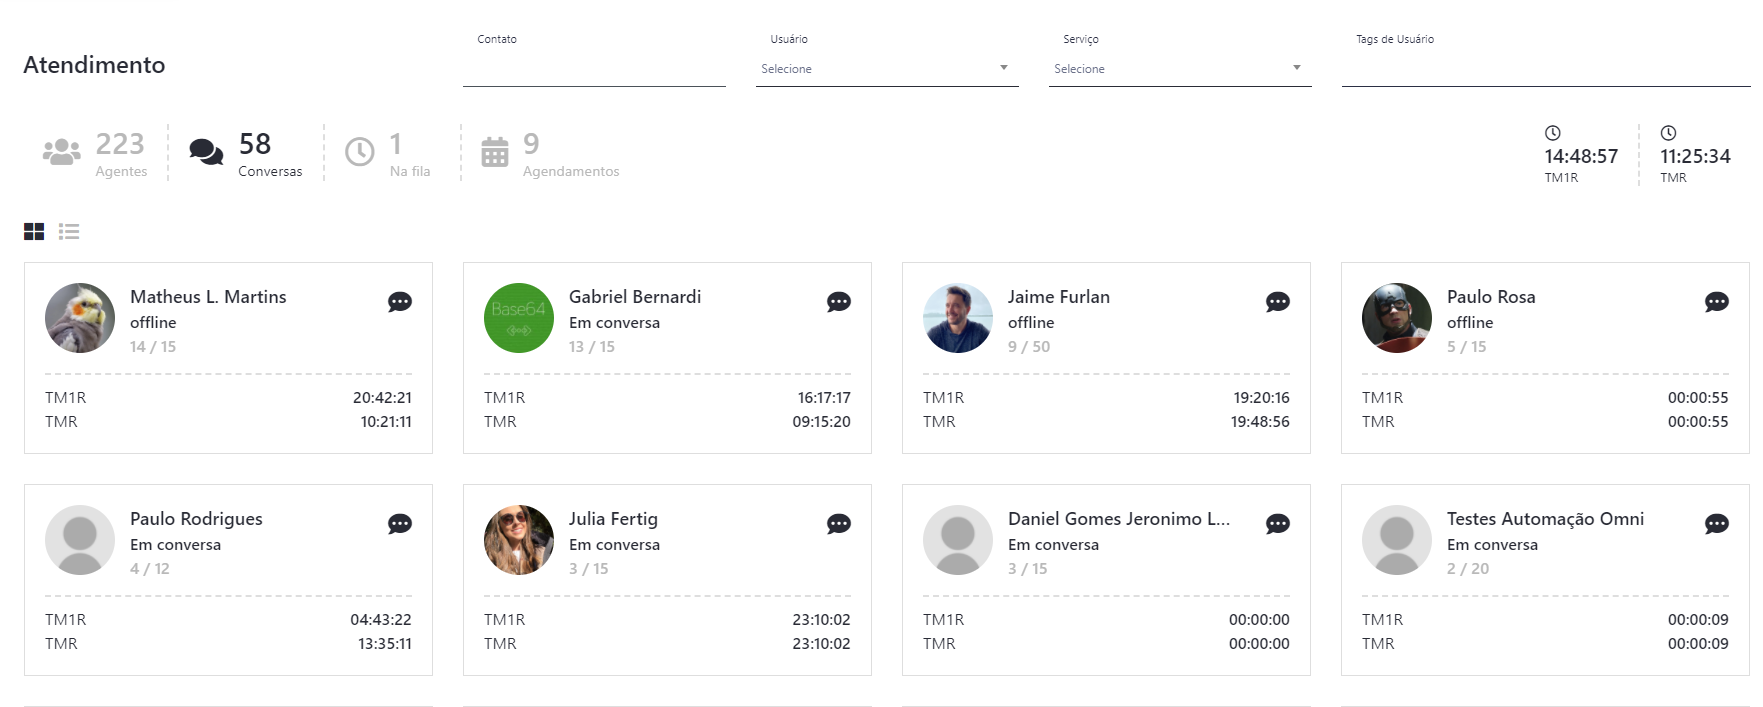 Atendimento
Contato
Usuário
Selecione
Serviço
Selecione
Tags de Usuário
223
Agentes
58
Conversas
1
Na fila
9
Agendamentos
14:48:57
TM1R
11:25:34
TMR
Matheus L. Martins
offline
14 / 15
TM1R 20:42:21
TMR 10:21:11
Base64
Gabriel Bernardi
Em conversa
13 / 15
TM1R 16:17:17
TMR 09:15:20
Jaime Furlan
offline
9 / 50
TM1R 19:20:16
TMR 19:48:56
Paulo Rosa
offline
5 / 15
TM1R 00:00:55
TMR 00:00:55
Paulo Rodrigues
Em conversa
4 / 12
TM1R 04:43:22
TMR 13:35:11
Julia Fertig
Em conversa
3 / 15
TM1R 23:10:02
TMR 23:10:02
Daniel Gomes Jeronimo L...
Em conversa
3 / 15
TM1R 00:00:00
TMR 00:00:00
Testes Automação Omni
Em conversa
2 / 20
TM1R 00:00:09
TMR 00:00:09